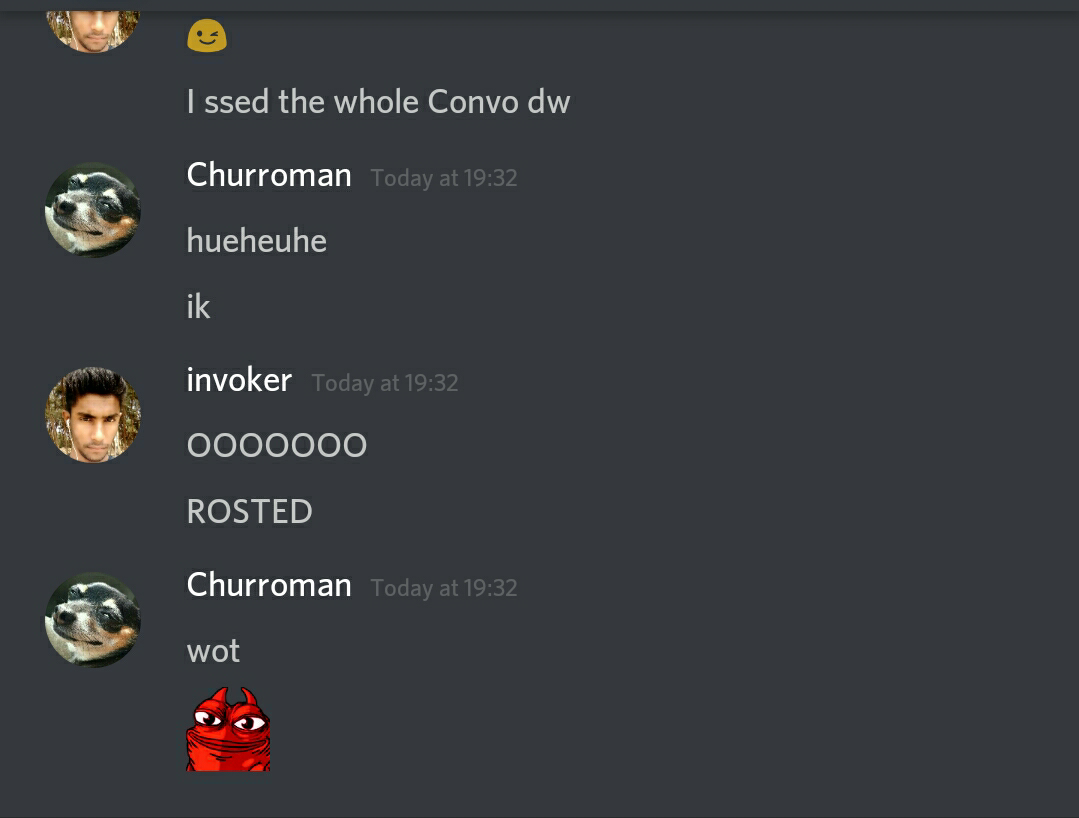 I ssed the whole Convo dw
Churroman Today at 19:32
hueheuhe
ik
invoker Today at 19:32
OOOOOOO
ROSTED
Churroman Today at 19:32
wot